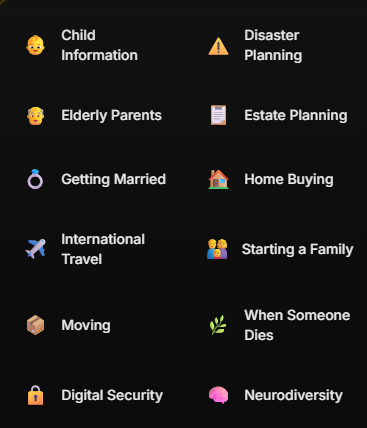 Child
Information
Disaster
Planning
Elderly Parents
Estate Planning
Getting Married
Home Buying
International
Travel
Starting a Family
Moving
When Someone
Dies
Digital Security
Neurodiversity